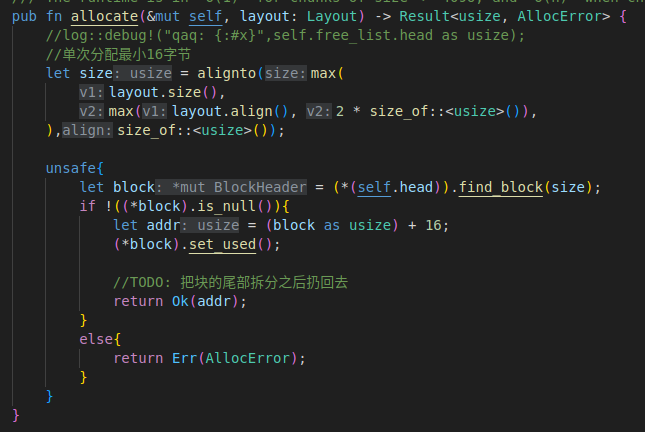 pub fn allocate(&mut self, layout: Layout) -> Result<usize, AllocError> {
//log::debug!("qaq: {:#x}",self.free_list.head as usize);
//单次分配最小16字节
let size: usize = alignto(size:max(
v1:layout.size(),
v2:max(v1:layout.align(), v2:2 * size_of::<usize>()),
),align:size_of::<usize>());
unsafe{
let block: *mut BlockHeader = (*(self.head)).find_block(size);
if !((*block).is_null()){
let addr: usize = (block as usize) + 16;
(*block).set_used();
//TODO: 把块的尾部拆分之后扔回去
return Ok(addr);
}
else{
return Err(AllocError);
}
}
}